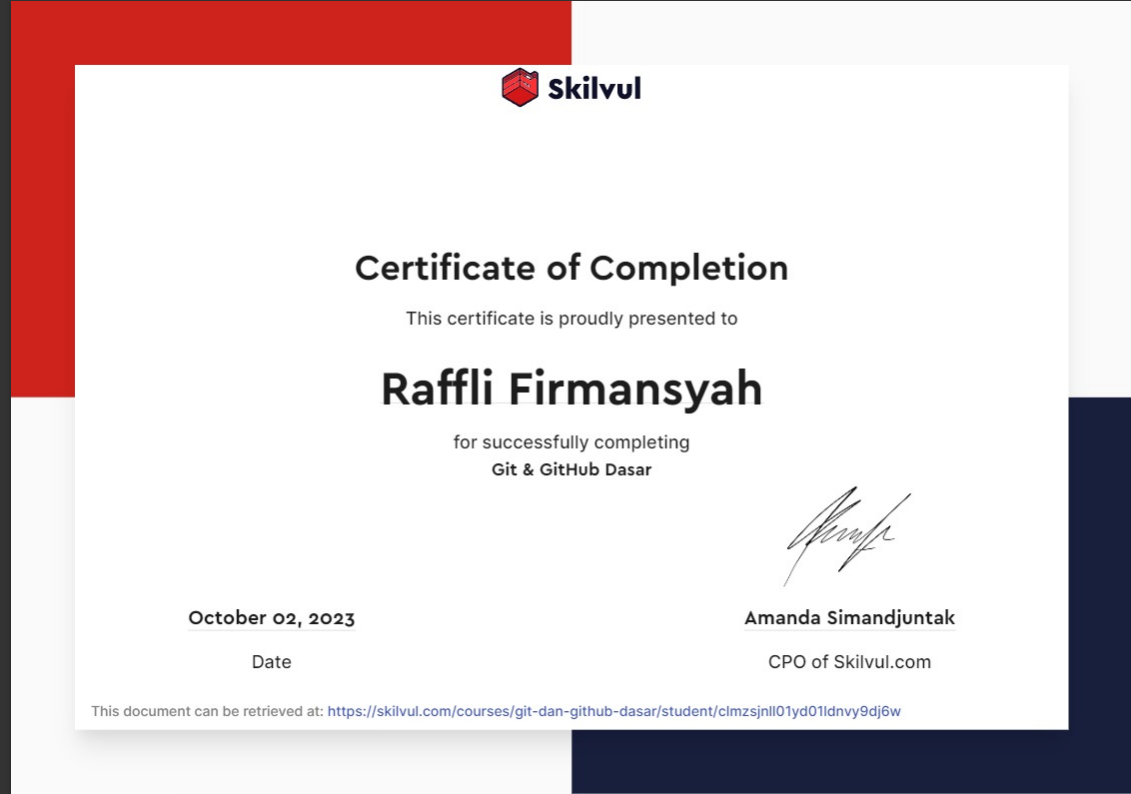 Skilvul
Certificate of Completion
This certificate is proudly presented to
Raffli Firmansyah
for successfully completing
Git & GitHub Dasar
October 02, 2023
Amanda Simandjuntak
Date
CPO of Skilvul.com
This document can be retrieved at: https://skilvul.com/courses/git-dan-github-dasar/student/clmzsjnll01yd01ldnvy9dj6w